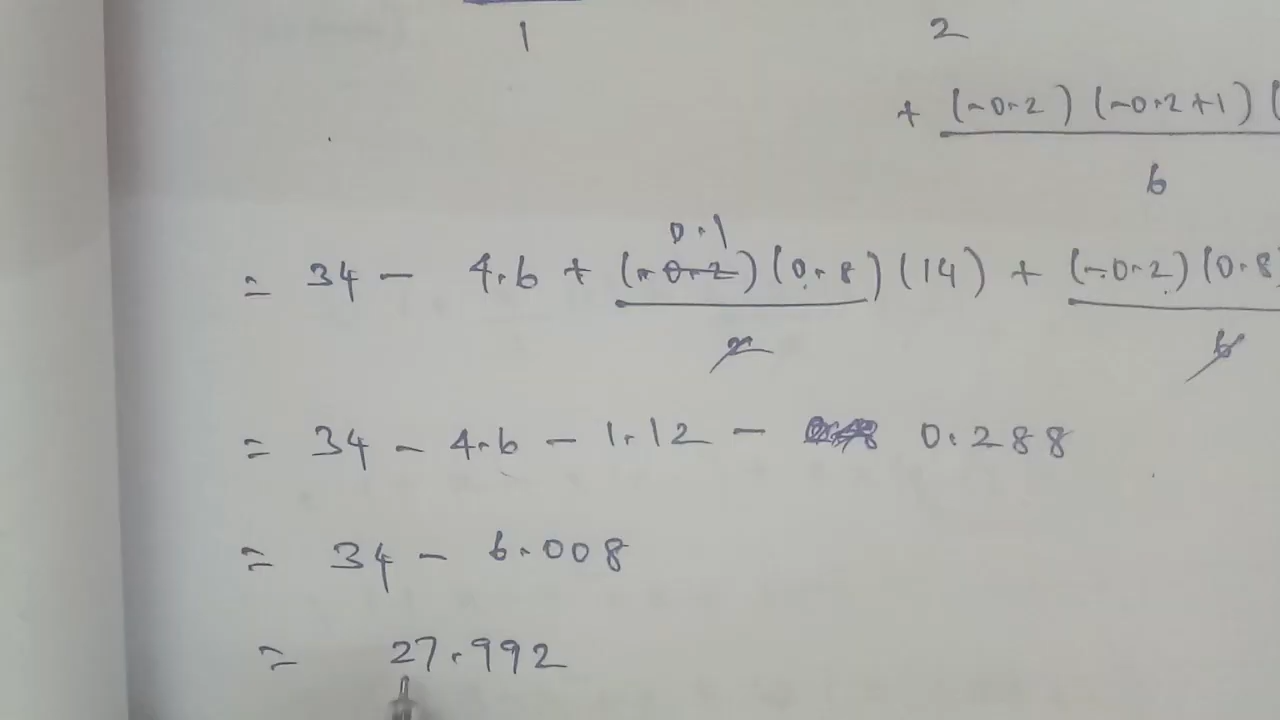 1 2
+ (-0.2) (-0.2+1) (
6
0.1
= 34 - 4.6 + (-0.2) (0.8) (14) + (-0.2) (0.8)
2 6
= 34 - 4.6 - 1.12 - 0.288
= 34 - 6.008
= 27.992